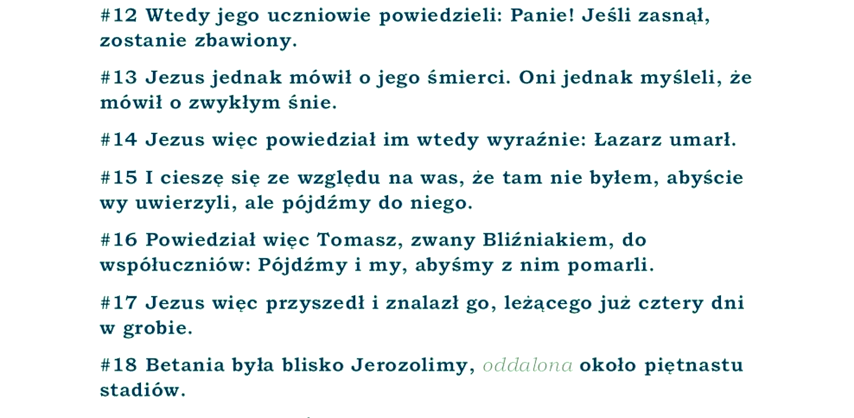 #12 Wtedy jego uczniowie powiedzieli: Panie! Jeśli zasnął,
zostanie zbawiony.
#13 Jezus jednak mówił o jego śmierci. Oni jednak myśleli, że
mówił o zwykłym śnie.
#14 Jezus więc powiedział im wtedy wyraźnie: Łazarz umarł.
#15 I cieszę się ze względu na was, że tam nie byłem, abyście
wy uwierzyli, ale pójdźmy do niego.
#16 Powiedział więc Tomasz, zwany Bliźniakiem, do
współuczniów: Pójdźmy i my, abyśmy z nim pomarli.
#17 Jezus więc przyszedł i znalazł go, leżącego już cztery dni
w grobie.
#18 Betania była blisko Jerozolimy, oddalona około piętnastu
stadiów.